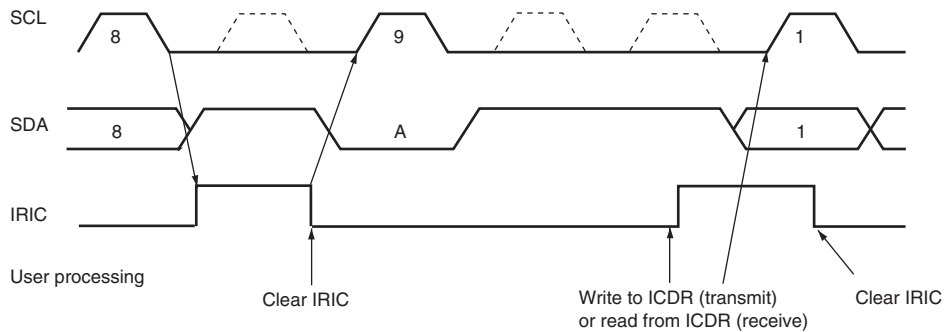 SCL
8
9
1
SDA
8
A
1
IRIC
User processing
Clear IRIC
Write to ICDR (transmit)
or read from ICDR (receive)
Clear IRIC